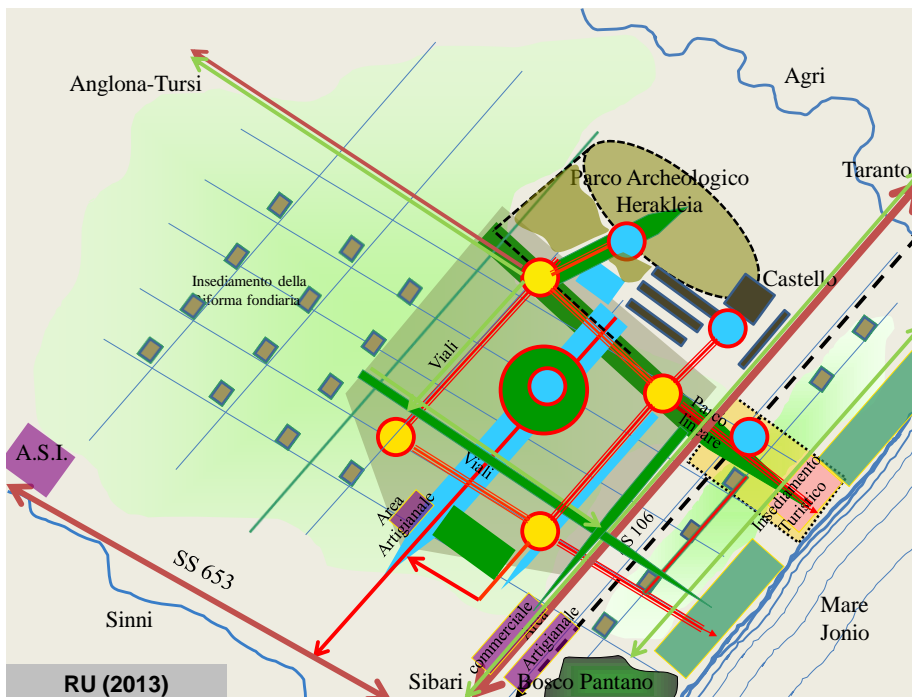 Anglona-Tursi
Agri
Taranto
Parco Archeologico
Herakleia
Castello
Insediamento della
Riforma fondiaria
Viali
Parco
lineare
A.S.I.
Viali
Area
Artigianale
Insediamento
Turistico
SS 106
SS 653
Sinni
commerciale
Area
Artigianale
Mare
Jonio
Sibari
Bosco Pantano
RU (2013)